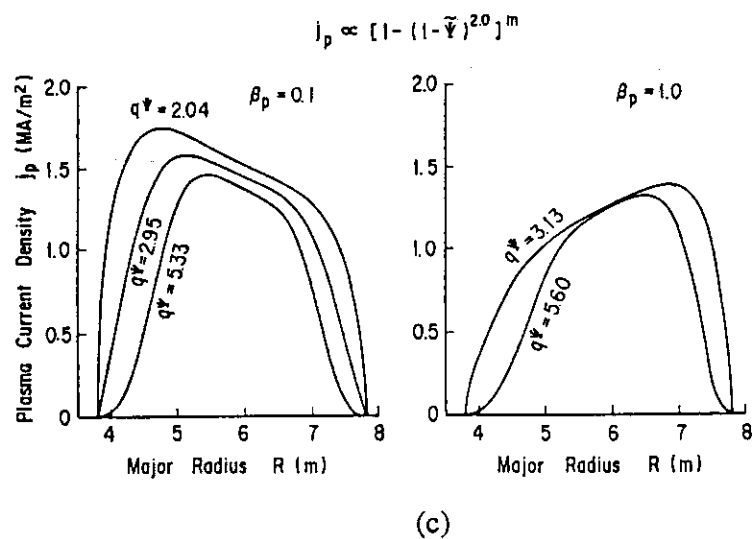 j_p ∝ [1-(1-Ψ̃)^2.0]^m
Plasma Current Density j_p (MA/m²)
2.0
1.5
1.0
0.5
0
q^Ψ=2.04
β_p=0.1
q^Ψ=2.95
q^Ψ=5.33
4 5 6 7 8
Major Radius R (m)
2.0
1.5
1.0
0.5
0
β_p=1.0
q^Ψ=3.13
q^Ψ=5.60
4 5 6 7 8
Major Radius R (m)
(c)